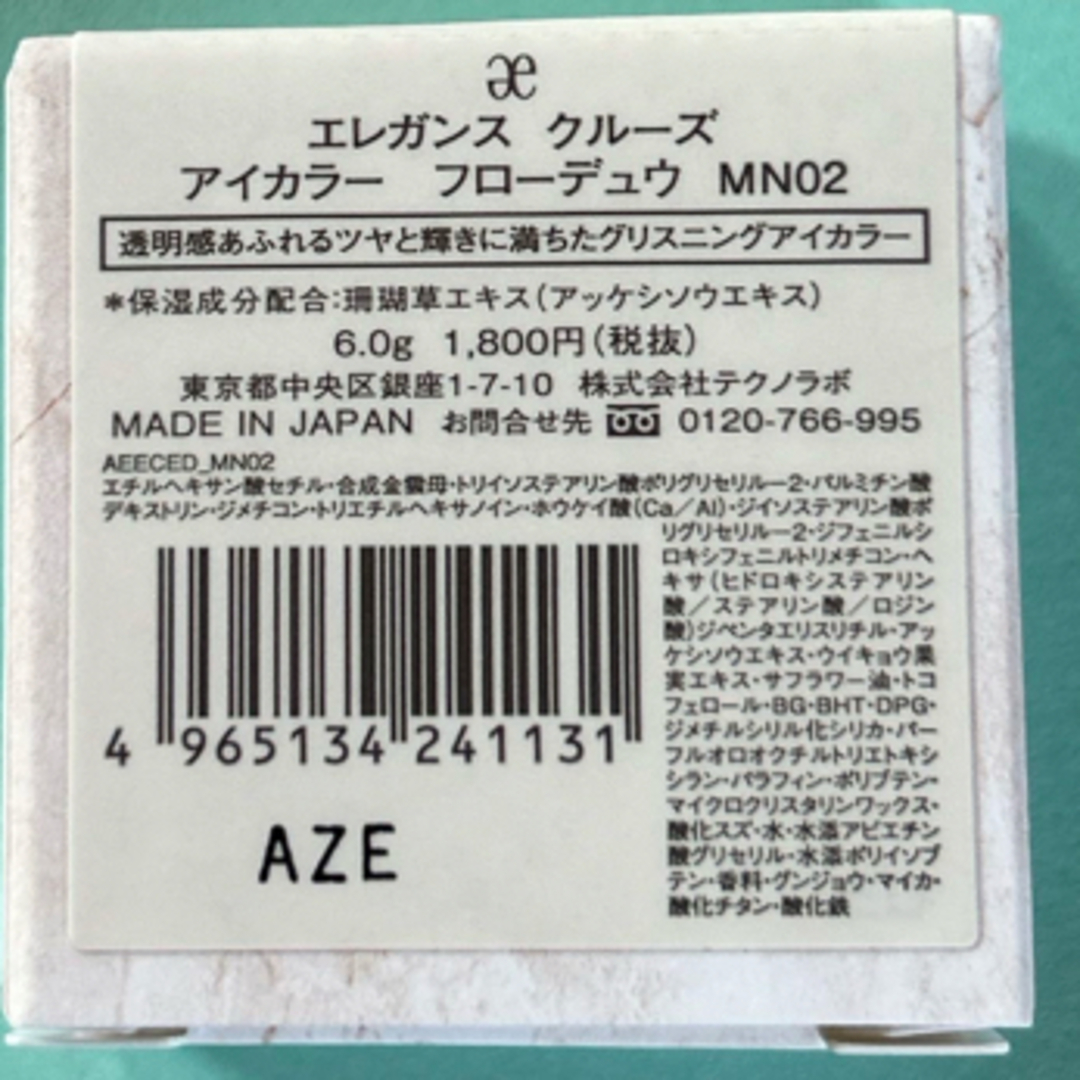 æ
エレガンス クルーズ
アイカラー フローデュウ MN02
透明感あふれるツヤと輝きに満ちたグリスニングアイカラー
*保湿成分配合:珊瑚草エキス(アッケシソウエキス)
6.0g 1,800円(税抜)
東京都中央区銀座1-7-10 株式会社テクノラボ
MADE IN JAPAN お問合せ先 0120-766-995
AEECED_MN02
エチルヘキサン酸セチル・合成金雲母・トリイソステアリン酸ポリグリセリル-2・パルミチン酸
デキストリン・ジメチコン・トリエチルヘキサノイン・ホウケイ酸(Ca/Al)・ジイソステアリン酸ポ
リグリセリル-2・ジフェニルシ
ロキシフェニルトリメチコン・ヘ
キサ(ヒドロキシステアリン
酸/ステアリン酸/ロジン
酸)ジペンタエリスリチル・アッ
ケシソウエキス・ウイキョウ果
実エキス・サフラワー油・トコ
フェロール・BG・BHT・DPG・
ジメチルシリル化シリカ・パー
フルオロオクチルトリエトキシ
シラン・パラフィン・ポリブテン・
マイクロクリスタリンワックス・
酸化スズ・水・水添アビエチン
酸グリセリル・水添ポリイソブ
テン・香料・グンジョウ・マイカ・
酸化チタン・酸化鉄
4 965134 241131
AZE